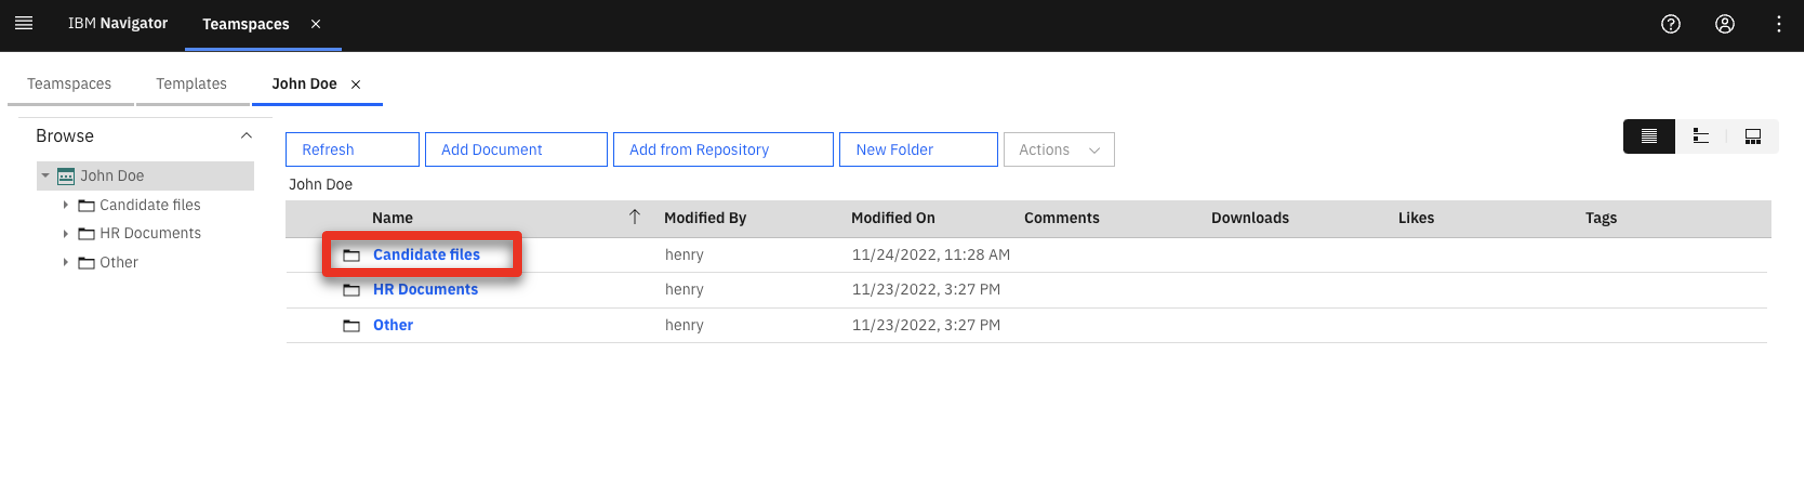 IBM Navigator Teamspaces
Teamspaces Templates John Doe
Browse
John Doe
Candidate files
HR Documents
Other
Refresh Add Document Add from Repository New Folder Actions
John Doe
Name Modified By Modified On Comments Downloads Likes Tags
Candidate files henry 11/24/2022, 11:28 AM
HR Documents henry 11/23/2022, 3:27 PM
Other henry 11/23/2022, 3:27 PM